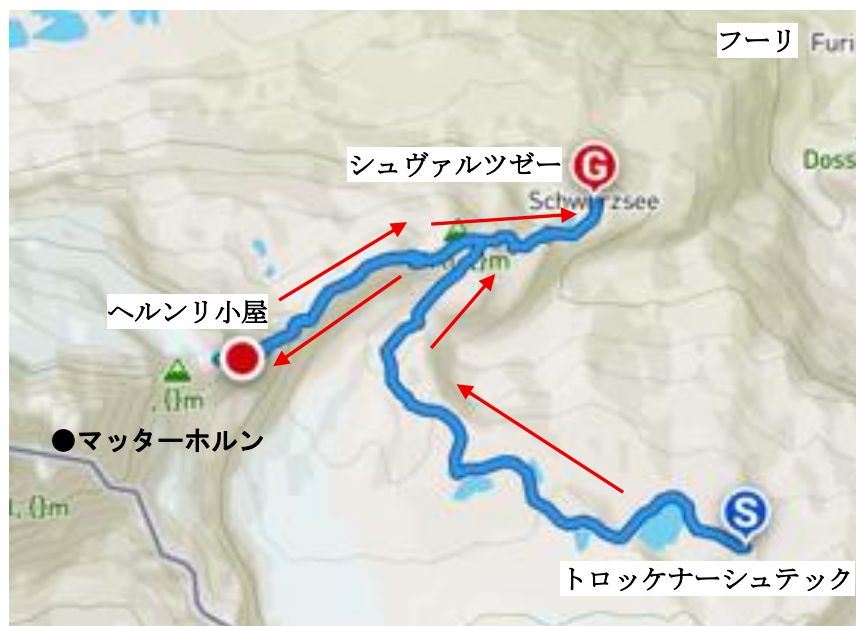 フーリ Furi
シュヴァルツゼー
G
Doss
Schwarzsee
ヘルンリ小屋
, {}m
●マッターホルン
, {}m
S
トロッケナーシュテック